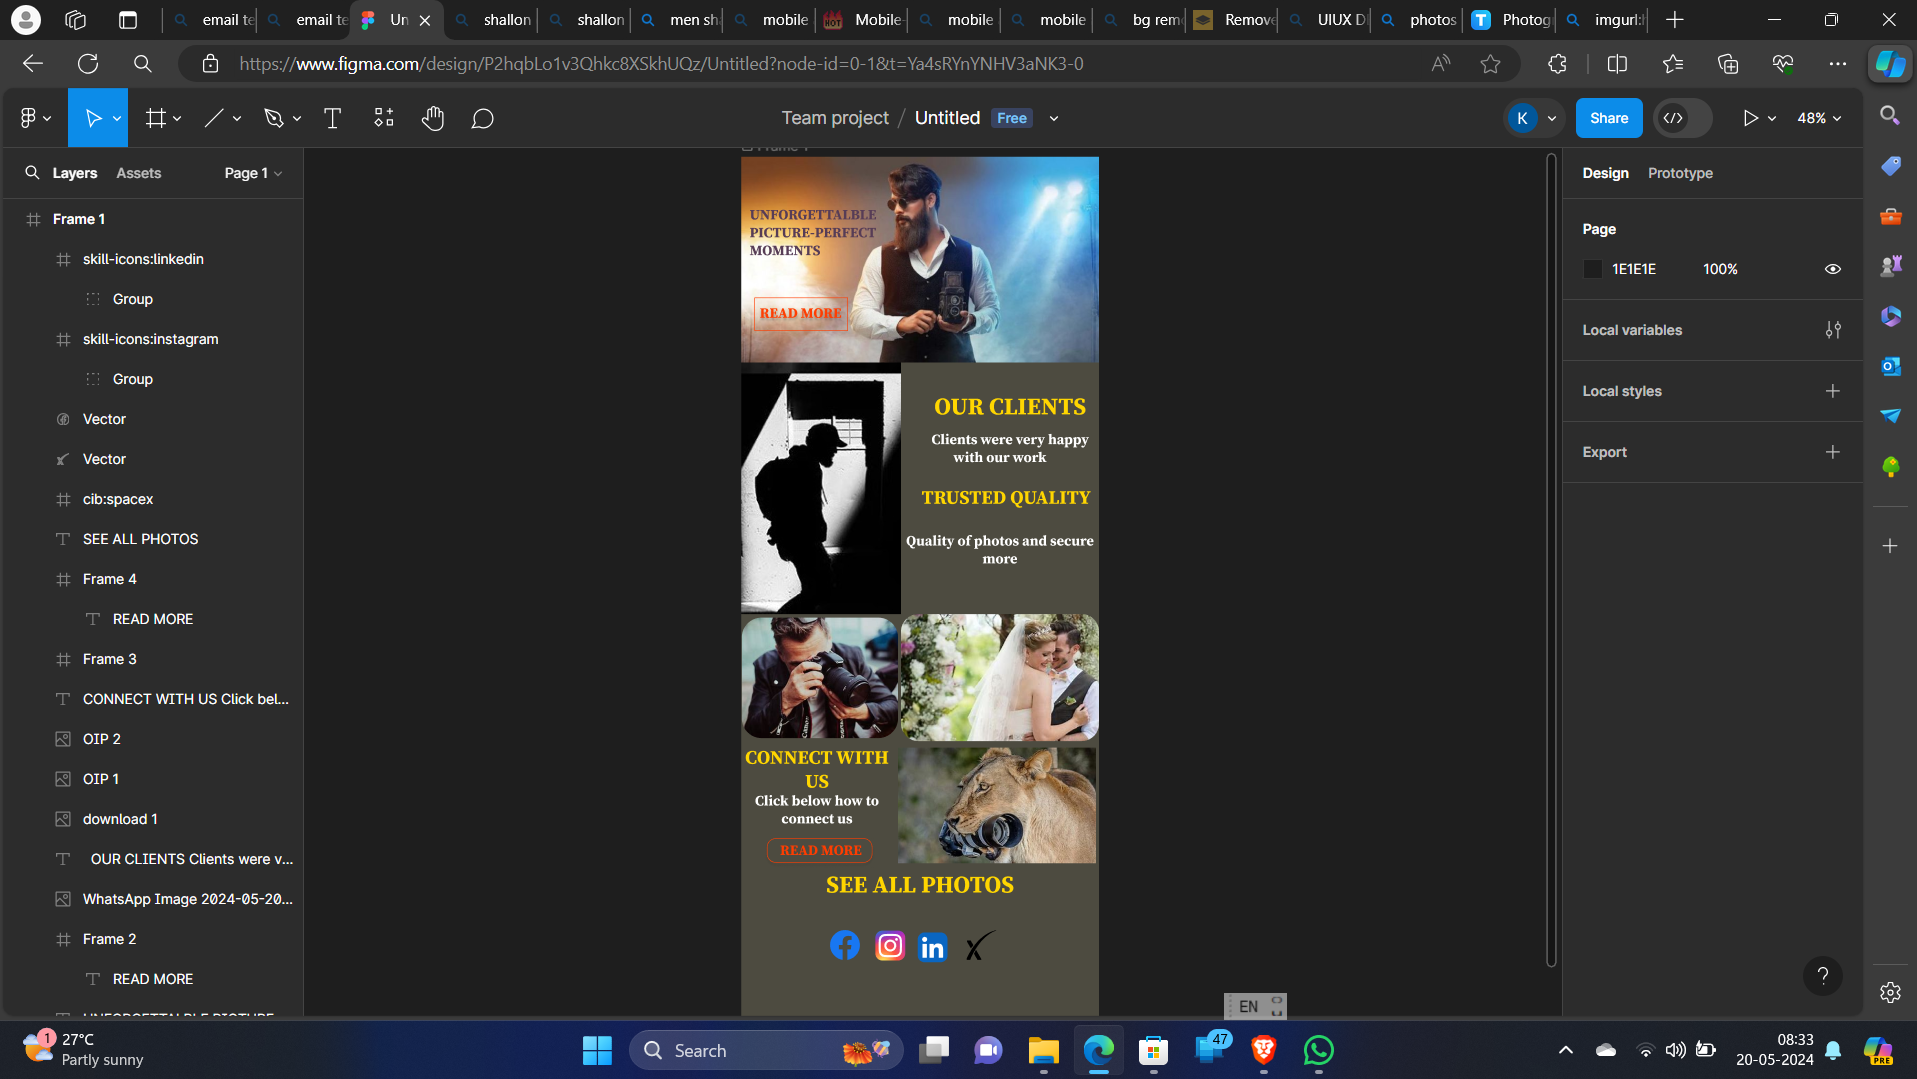 email te
email te
Un
shallon
shallon
men sh
mobile
Mobile-
mobile
mobile
bg rem
Remove
UIUX D
photos
Photog
imgurl:h
https://www.figma.com/design/P2hqbLo1v3Qhkc8XSkhUQz/Untitled?node-id=0-1&t=Ya4sRYnYNHV3aNK3-0
Team project / Untitled Free
K
Share
48%
Layers Assets Page 1
Frame 1
skill-icons:linkedin
Group
skill-icons:instagram
Group
Vector
Vector
cib:spacex
SEE ALL PHOTOS
Frame 4
READ MORE
Frame 3
CONNECT WITH US Click bel...
OIP 2
OIP 1
download 1
OUR CLIENTS Clients were v...
WhatsApp Image 2024-05-20...
Frame 2
READ MORE
Frame 1
UNFORGETTALBLE
PICTURE-PERFECT
MOMENTS
READ MORE
OUR CLIENTS
Clients were very happy
with our work
TRUSTED QUALITY
Quality of photos and secure
more
CONNECT WITH
US
Click below how to
connect us
READ MORE
SEE ALL PHOTOS
in
Design Prototype
Page
1E1E1E 100%
Local variables
Local styles
Export
?
EN
1
27°C
Partly sunny
Search
47
08:33
20-05-2024
PRE